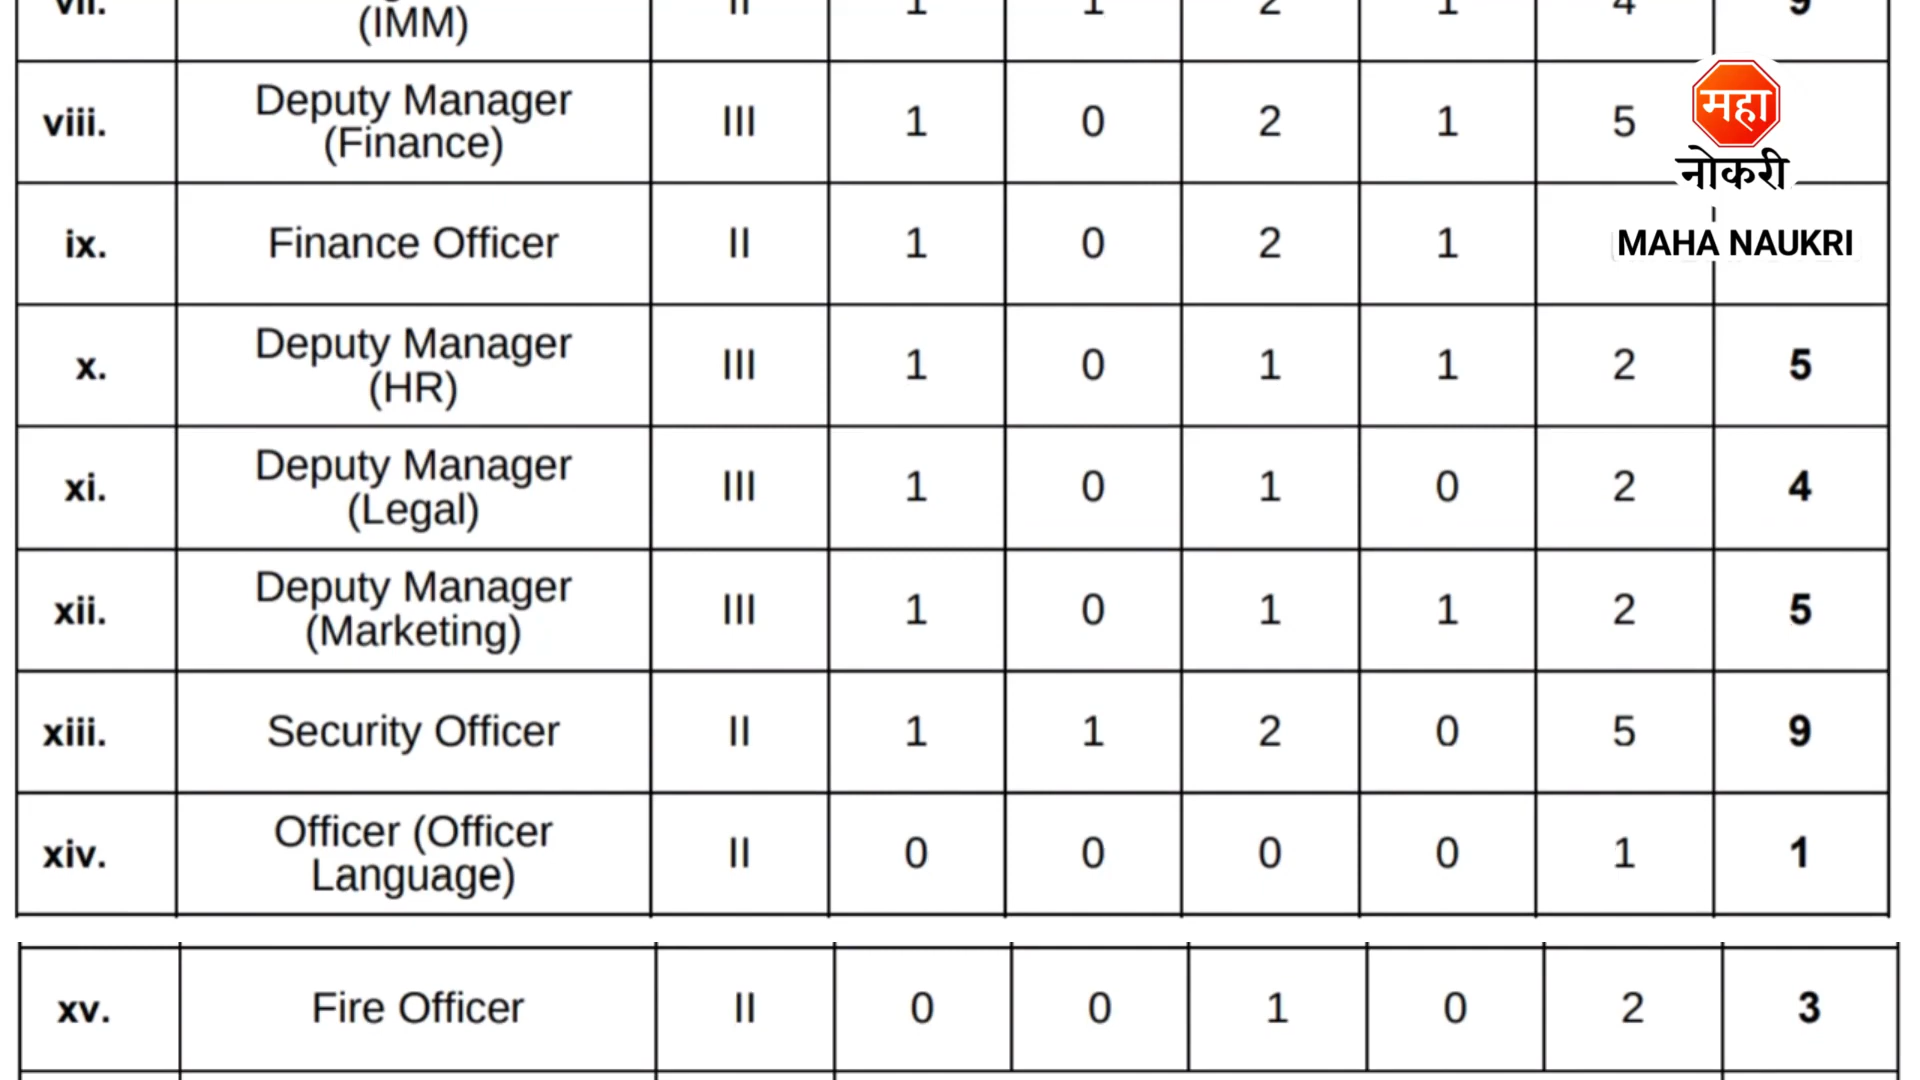 vii. (IMM) II 1 1 2 1 4 9
viii. Deputy Manager III 1 0 2 1 5
(Finance)
महा
नोकरी
ix. Finance Officer II 1 0 2 1
MAHA NAUKRI
x. Deputy Manager III 1 0 1 1 2 5
(HR)
xi. Deputy Manager III 1 0 1 0 2 4
(Legal)
xii. Deputy Manager III 1 0 1 1 2 5
(Marketing)
xiii. Security Officer II 1 1 2 0 5 9
xiv. Officer (Officer II 0 0 0 0 1 1
Language)
xv. Fire Officer II 0 0 1 0 2 3